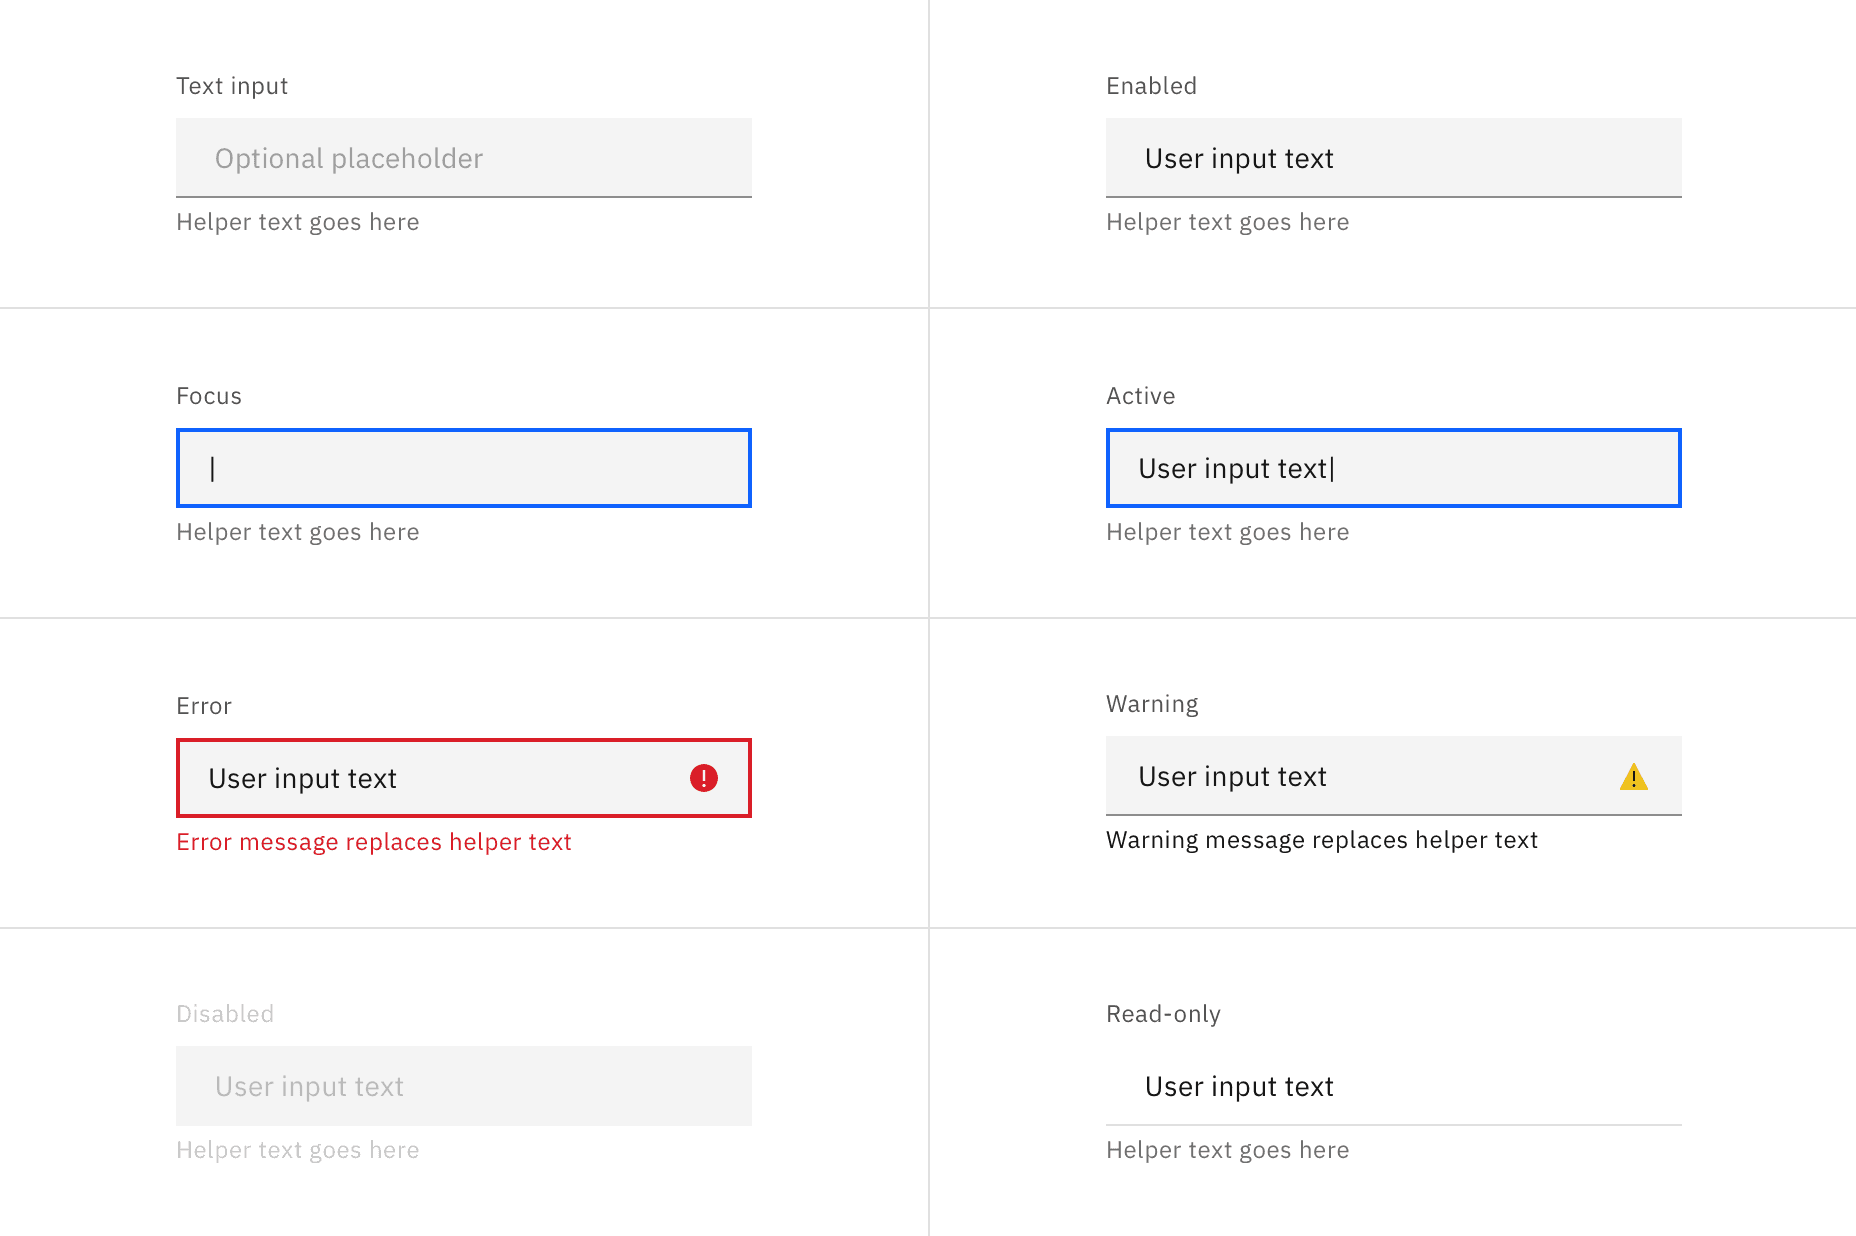 Text input
Optional placeholder
Helper text goes here
Enabled
User input text
Helper text goes here
Focus
Helper text goes here
Active
User input text
Helper text goes here
Error
User input text
Error message replaces helper text
Warning
User input text
Warning message replaces helper text
Disabled
User input text
Helper text goes here
Read-only
User input text
Helper text goes here